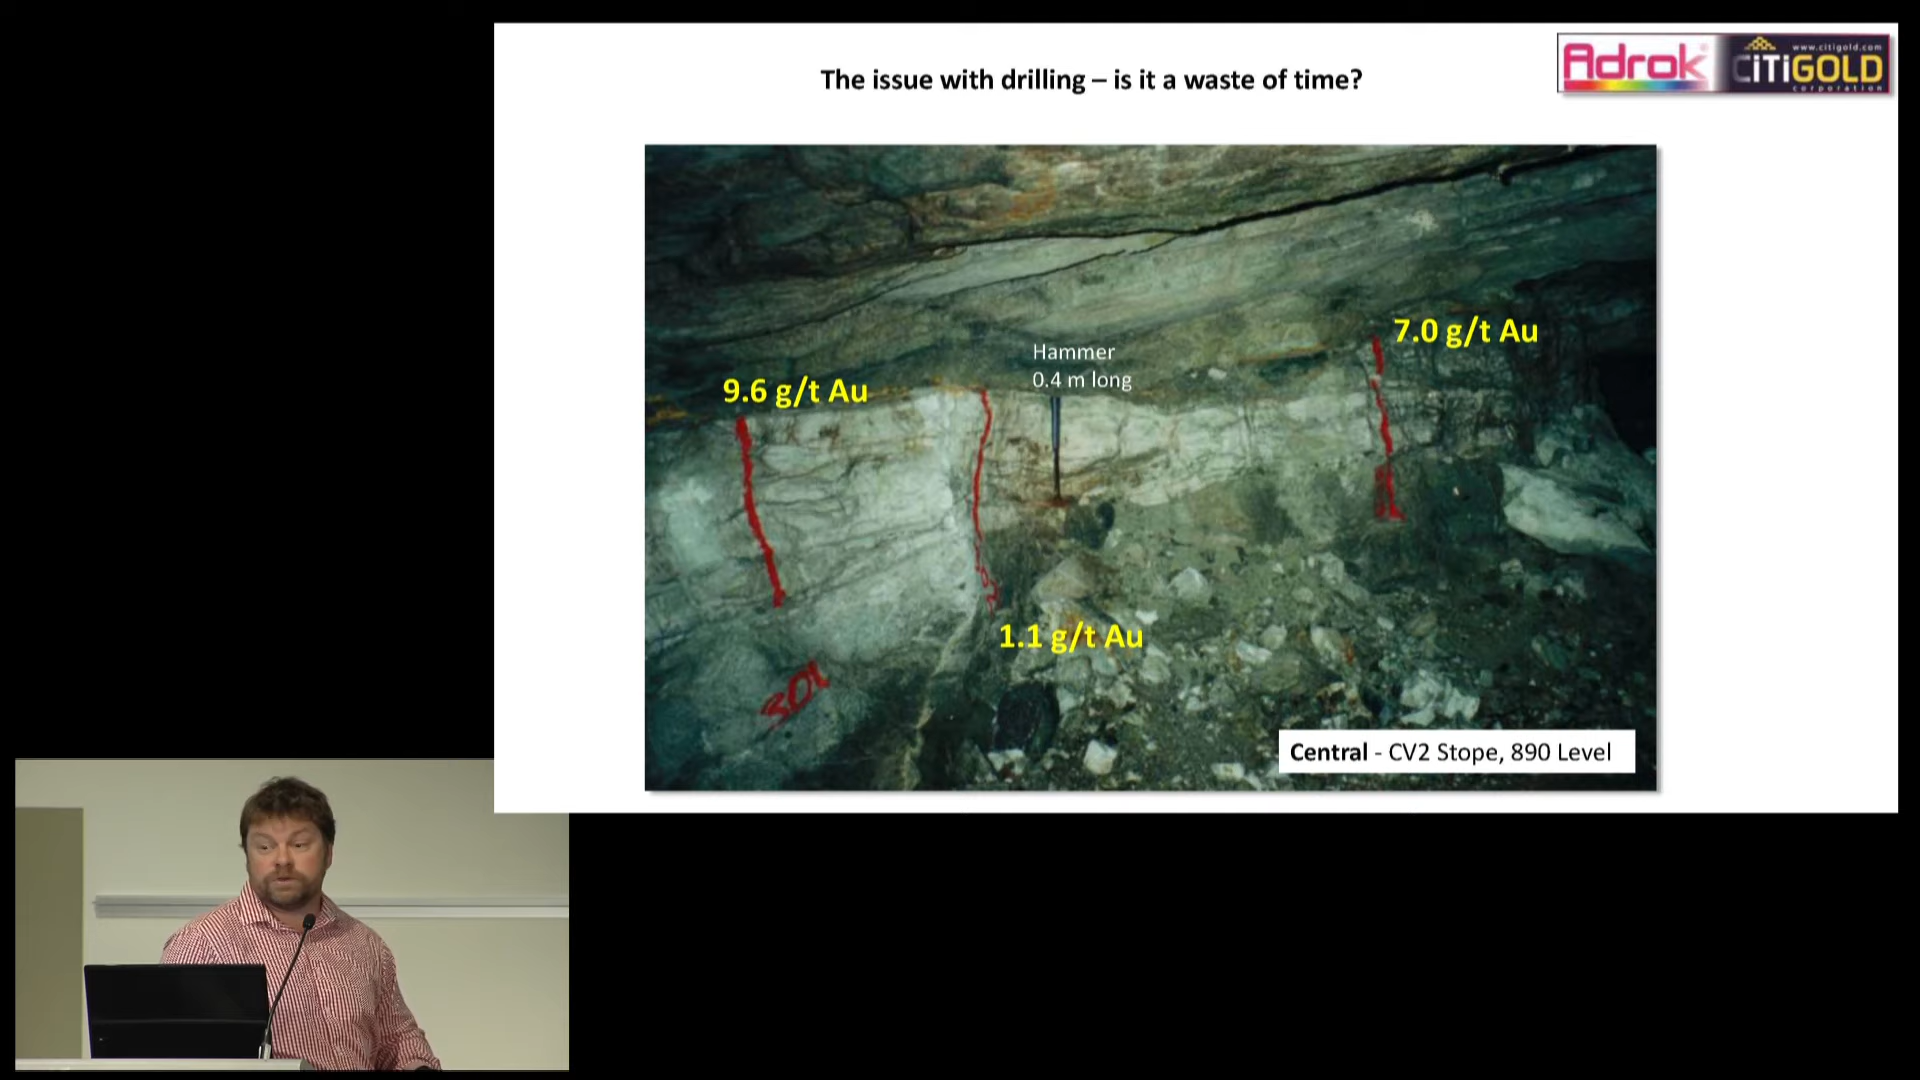 The issue with drilling – is it a waste of time?
Adrok
www.citigold.com
CiTiGOLD
corporation
7.0 g/t Au
Hammer
0.4 m long
9.6 g/t Au
1.1 g/t Au
301
Central - CV2 Stope, 890 Level